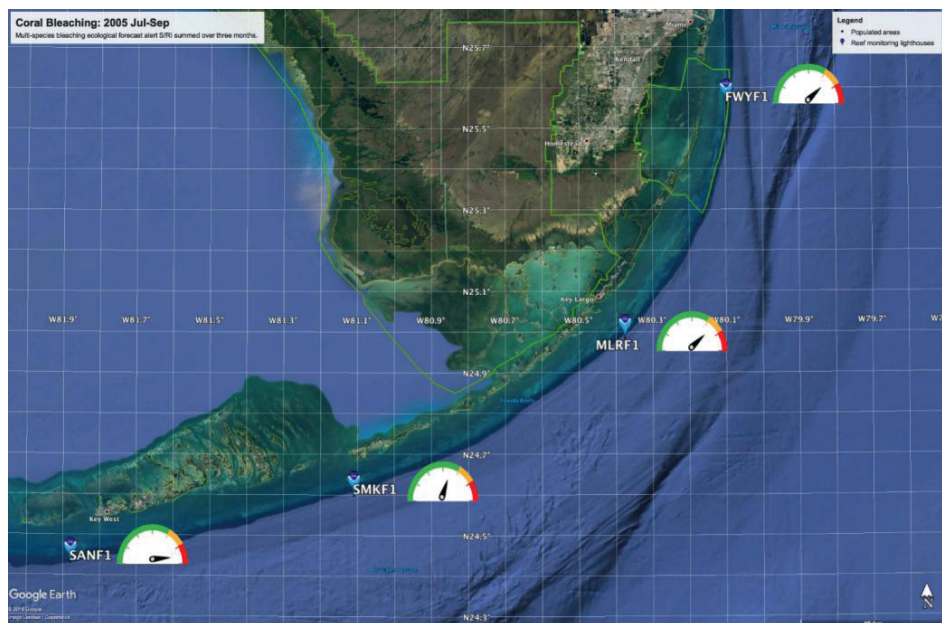 Coral Bleaching: 2005 Jul-Sep
Multi-species bleaching ecological forecast alert S/RI summed over three months.
Legend
Populated areas
Reef monitoring lighthouses
Miami
N25.7°
Kendall
FWYF1
N25.5°
Homestead
N25.3°
N25.1°
Key Largo
W81.9° W81.7° W81.5° W81.3° W81.1° W80.9° W80.7° W80.5° W80.3° W80.1° W79.9° W79.7°
MLRF1
N24.9°
N24.7°
SMKF1
Key West
N24.5°
SANF1
Google Earth
N
© 2018 Google
N24.3°